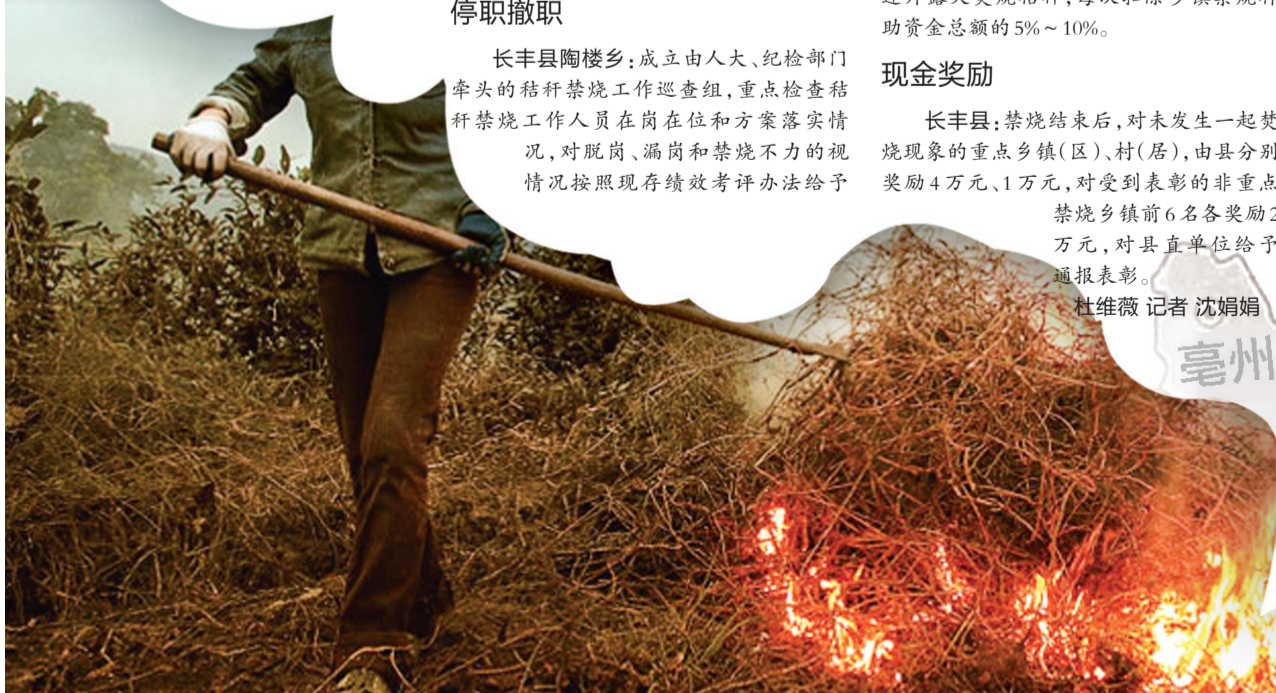 停职撤职
长丰县陶楼乡:成立由人大、纪检部门
牵头的秸秆禁烧工作巡查组,重点检查秸
秆禁烧工作人员在岗在位和方案落实情
况,对脱岗、漏岗和禁烧不力的视
情况按照现存绩效考评办法给予
助资金总额的5%~10%。
现金奖励
长丰县:禁烧结束后,对未发生一起焚
烧现象的重点乡镇(区)、村(居),由县分别
奖励4万元、1万元,对受到表彰的非重点
禁烧乡镇前6名各奖励2
万元,对县直单位给予
通报表彰。
杜维薇 记者 沈娟娟
亳州